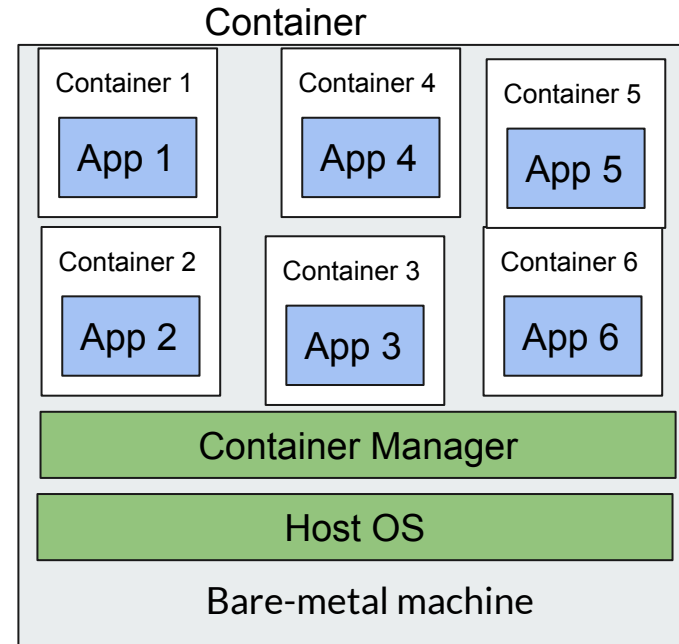 Container
Container 1
App 1
Container 4
App 4
Container 5
App 5
Container 2
App 2
Container 3
App 3
Container 6
App 6
Container Manager
Host OS
Bare-metal machine